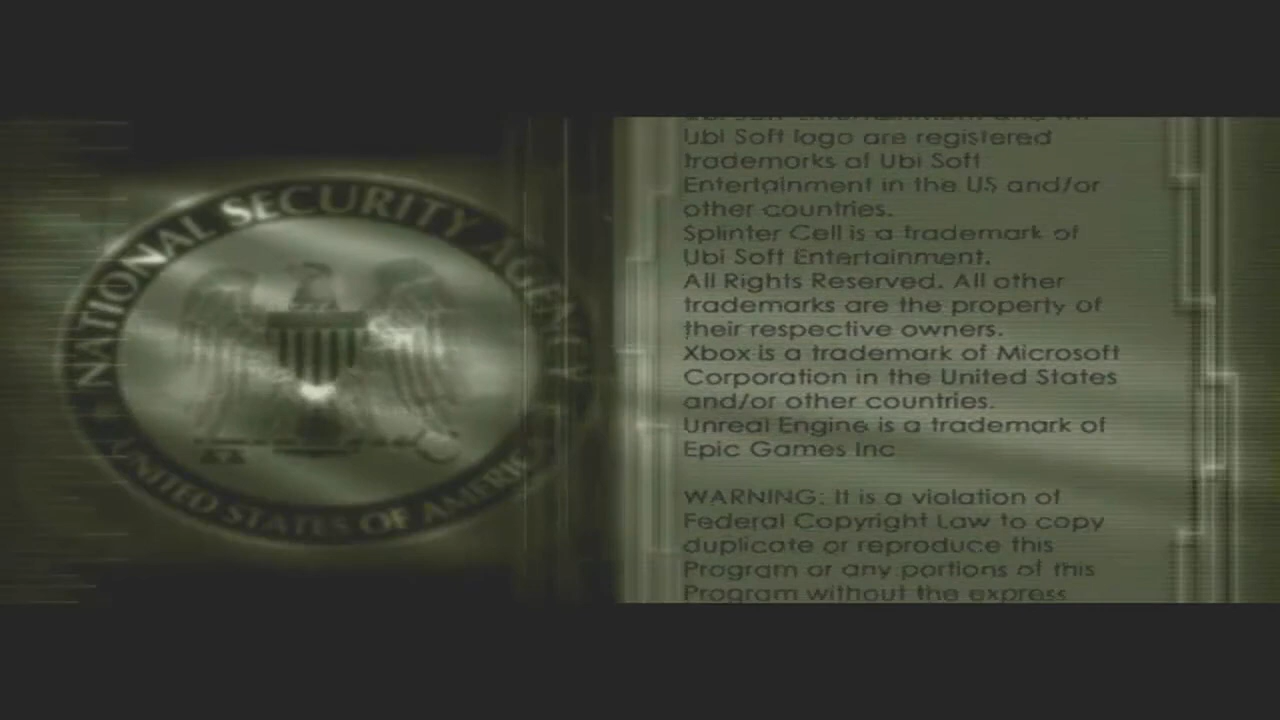 NATIONAL SECURITY AGENCY
UNITED STATES OF AMERICA
Ubi Soft logo are registered
trademarks of Ubi Soft
Entertainment in the US and/or
other countries.
Splinter Cell is a trademark of
Ubi Soft Entertainment.
All Rights Reserved. All other
trademarks are the property of
their respective owners.
Xbox is a trademark of Microsoft
Corporation in the United States
and/or other countries.
Unreal Engine is a trademark of
Epic Games Inc
WARNING: It is a violation of
Federal Copyright Law to copy
duplicate or reproduce this
Program or any portions of this
Program without the express